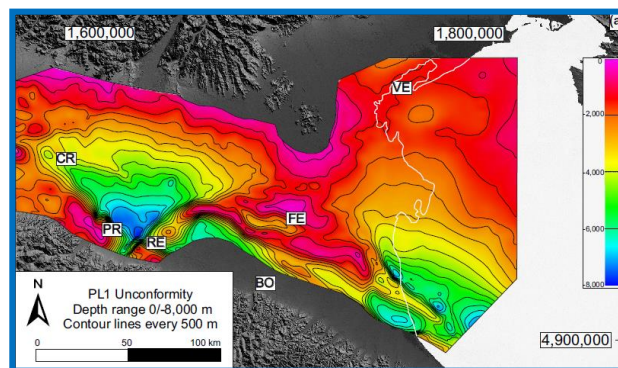 1,600,000
1,800,000
(a
VE
0
-2,000
-4,000
-6,000
-8,000
CR
FE
PR
RE
BO
N
PL1 Unconformity
Depth range 0/-8,000 m
Contour lines every 500 m
0 50 100 km
4,900,000